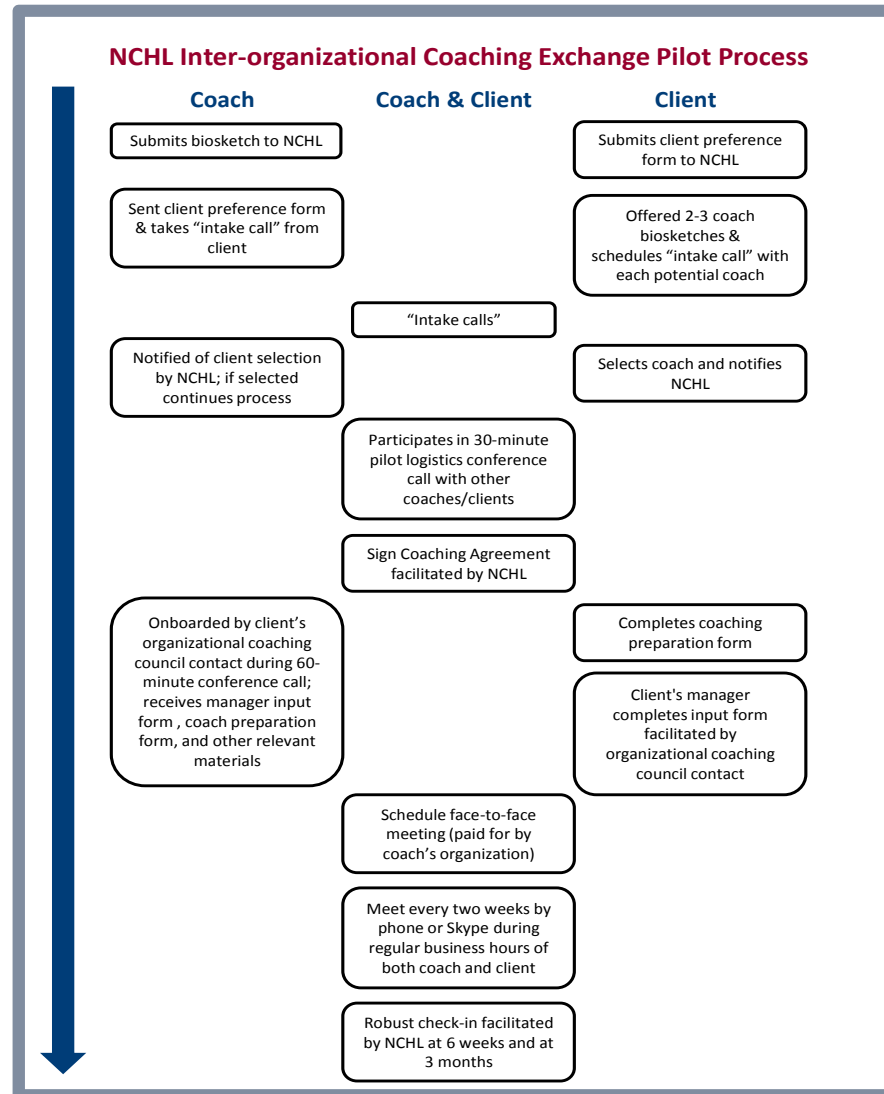 NCHL Inter-organizational Coaching Exchange Pilot Process
Coach
Coach & Client
Client
Submits biosketch to NCHL
Submits client preference
form to NCHL
Sent client preference form
& takes “intake call” from
client
Offered 2-3 coach
biosketches &
schedules “intake call” with
each potential coach
“Intake calls”
Notified of client selection
by NCHL; if selected
continues process
Selects coach and notifies
NCHL
Participates in 30-minute
pilot logistics conference
call with other
coaches/clients
Sign Coaching Agreement
facilitated by NCHL
Onboarded by client’s
organizational coaching
council contact during 60-
minute conference call;
receives manager input
form , coach preparation
form, and other relevant
materials
Completes coaching
preparation form
Client's manager
completes input form
facilitated by
organizational coaching
council contact
Schedule face-to-face
meeting (paid for by
coach’s organization)
Meet every two weeks by
phone or Skype during
regular business hours of
both coach and client
Robust check-in facilitated
by NCHL at 6 weeks and at
3 months